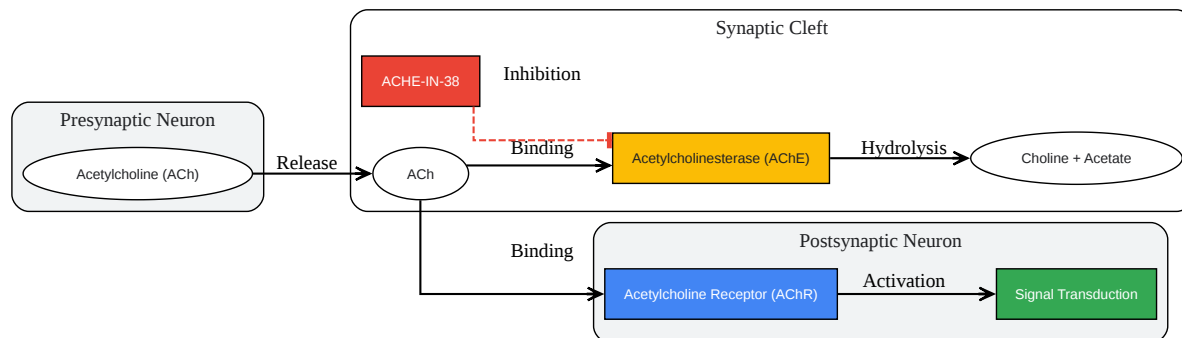 Synaptic Cleft
ACHE-IN-38
Inhibition
Presynaptic Neuron
Acetylcholine (ACh)
Release
ACh
Binding
Acetylcholinesterase (AChE)
Hydrolysis
Choline + Acetate
Postsynaptic Neuron
Binding
Acetylcholine Receptor (AChR)
Activation
Signal Transduction